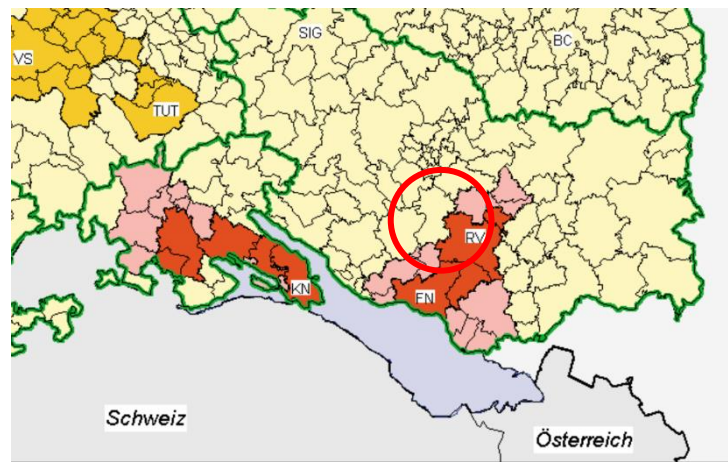 SIG
BC
VS
TUT
RV
KN
FN
Schweiz
Österreich